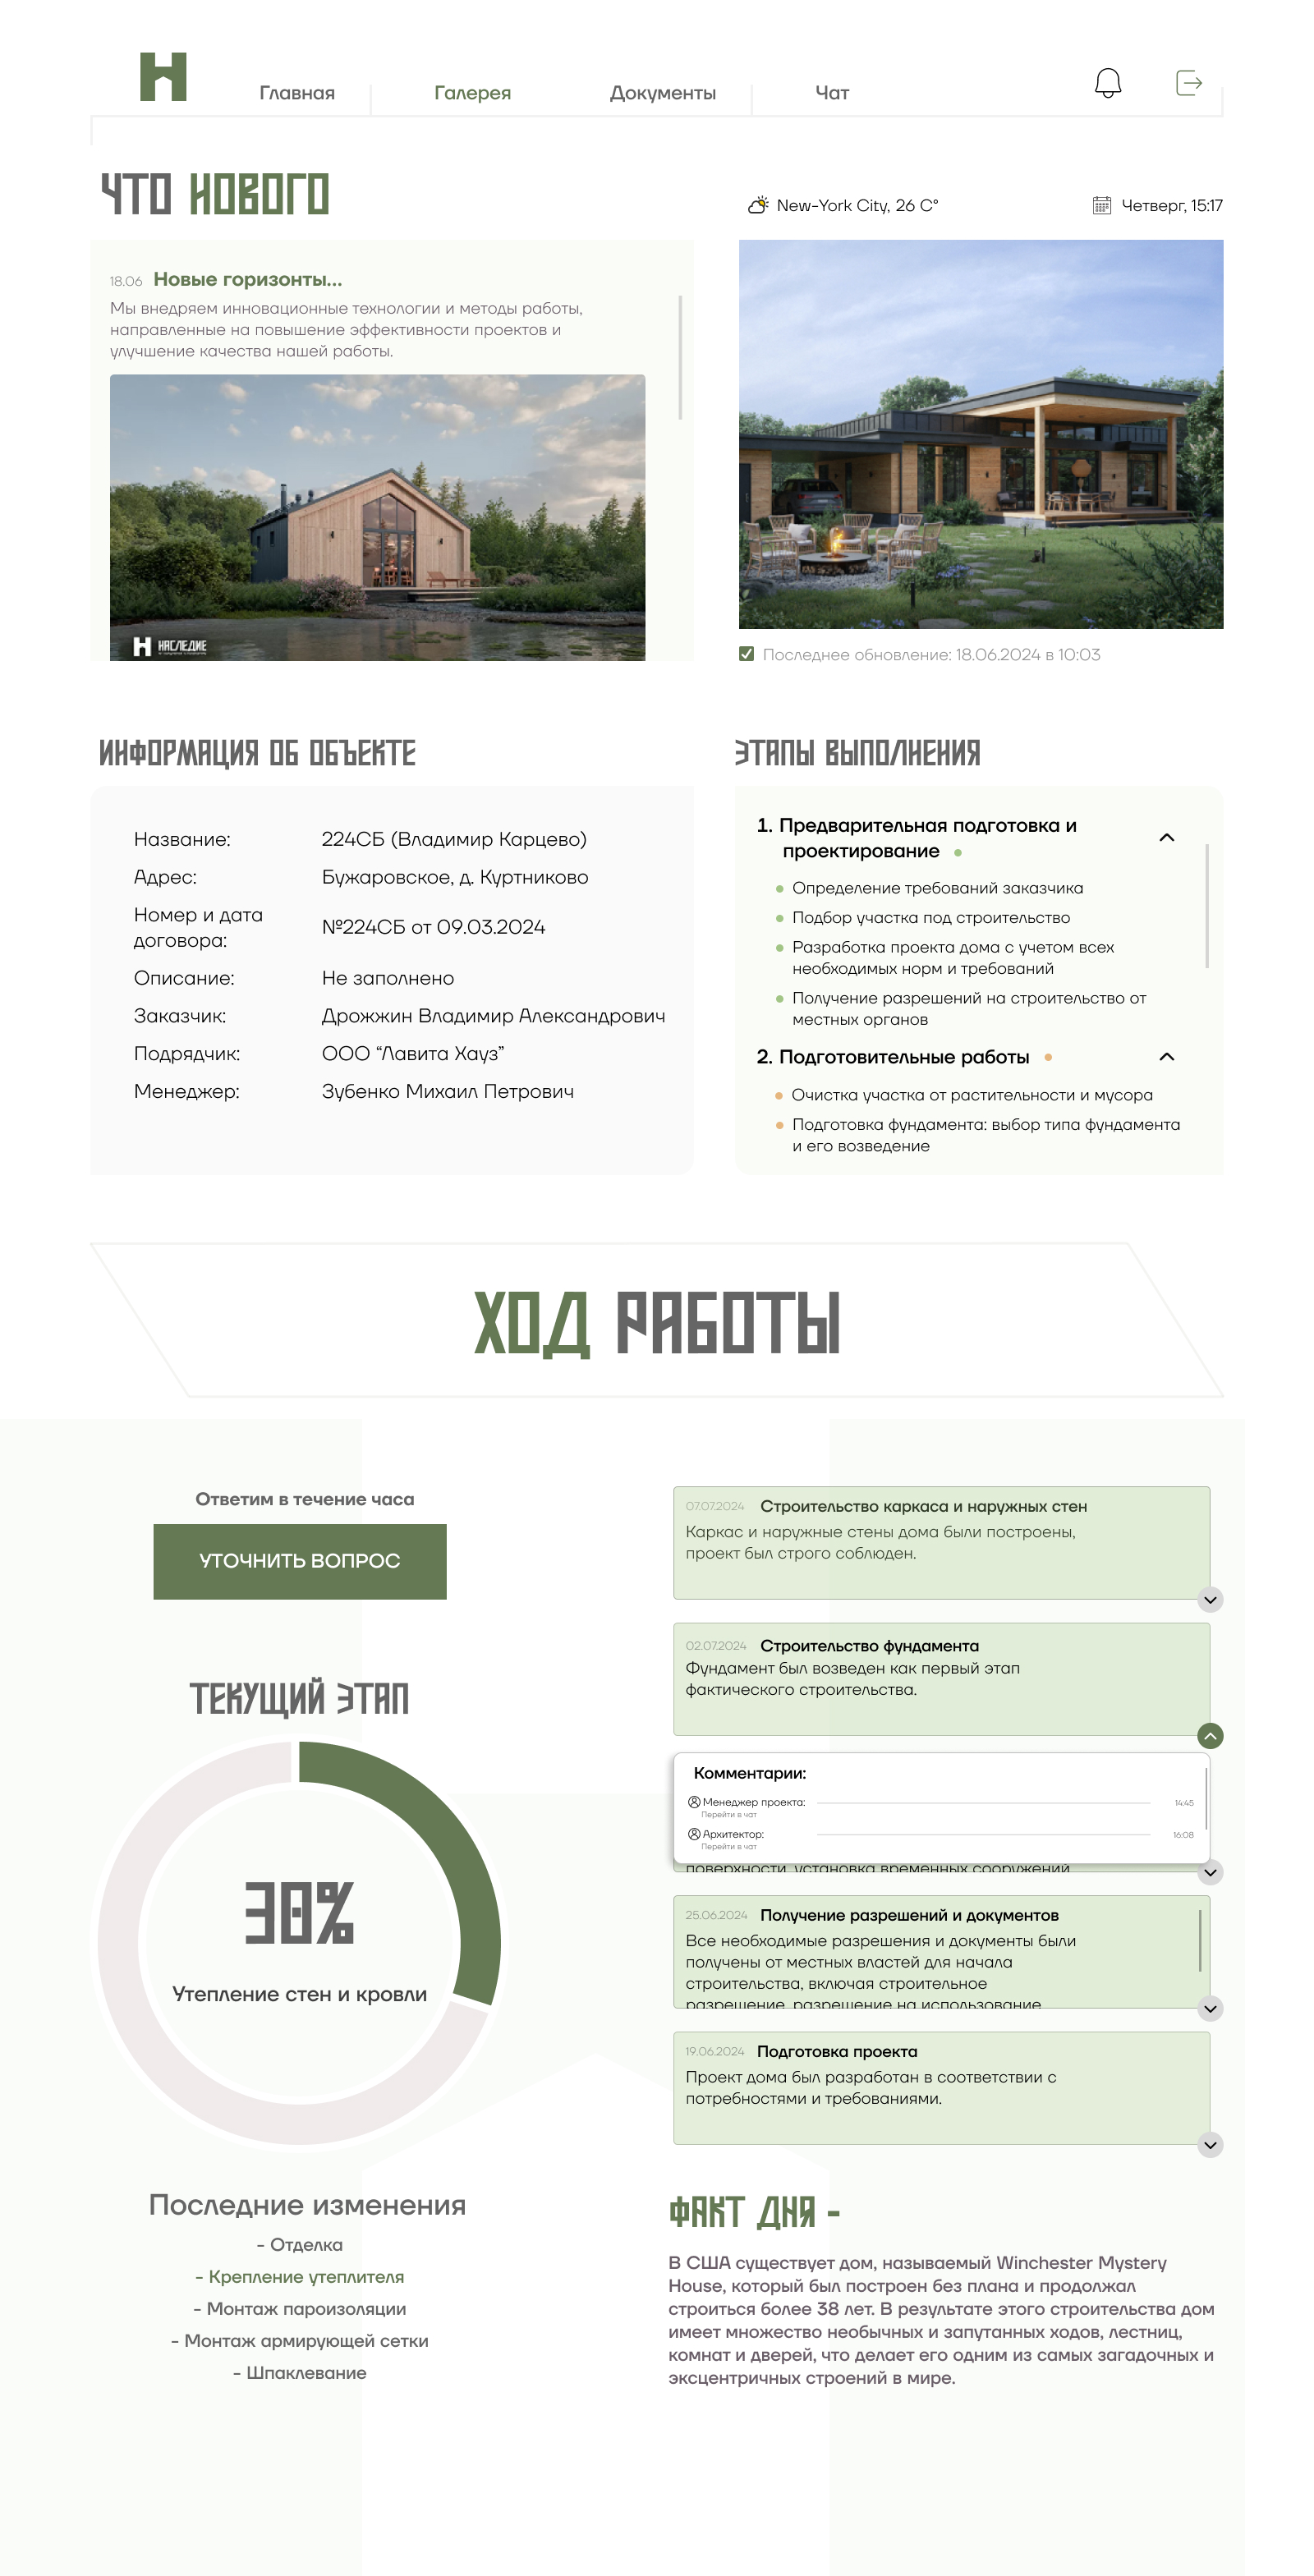 Главная
Галерея
Документы
Чат
ЧТО НОВОГО
New-York City, 26 C°
Четверг, 15:17
18.06 Новые горизонты...
Мы внедряем инновационные технологии и методы работы,
направленные на повышение эффективности проектов и
улучшение качества нашей работы.
НАСЛЕДИЕ
Последнее обновление: 18.06.2024 в 10:03
ИНФОРМАЦИЯ ОБ ОБЪЕКТЕ
Название: 224СБ (Владимир Карцево)
Адрес: Бужаровское, д. Куртниково
Номер и дата
договора:
№224СБ от 09.03.2024
Описание: Не заполнено
Заказчик: Дрожжин Владимир Александрович
Подрядчик: ООО “Лавита Хауз”
Менеджер: Зубенко Михаил Петрович
ЭТАПЫ ВЫПОЛНЕНИЯ
1. Предварительная подготовка и
проектирование
Определение требований заказчика
Подбор участка под строительство
Разработка проекта дома с учетом всех
необходимых норм и требований
Получение разрешений на строительство от
местных органов
2. Подготовительные работы
Очистка участка от растительности и мусора
Подготовка фундамента: выбор типа фундамента
и его возведение
ХОД РАБОТЫ
Ответим в течение часа
УТОЧНИТЬ ВОПРОС
ТЕКУЩИЙ ЭТАП
30%
Утепление стен и кровли
Последние изменения
- Отделка
- Крепление утеплителя
- Монтаж пароизоляции
- Монтаж армирующей сетки
- Шпаклевание
07.07.2024 Строительство каркаса и наружных стен
Каркас и наружные стены дома были построены,
проект был строго соблюден.
02.07.2024 Строительство фундамента
Фундамент был возведен как первый этап
фактического строительства.
Комментарии:
Менеджер проекта: 14:45
Перейти в чат
Архитектор: 16:08
Перейти в чат
поверхности, установка временных сооружений
25.06.2024 Получение разрешений и документов
Все необходимые разрешения и документы были
получены от местных властей для начала
строительства, включая строительное
разрешение, разрешение на использование
19.06.2024 Подготовка проекта
Проект дома был разработан в соответствии с
потребностями и требованиями.
ФАКТ ДНЯ -
В США существует дом, называемый Winchester Mystery
House, который был построен без плана и продолжал
строиться более 38 лет. В результате этого строительства дом
имеет множество необычных и запутанных ходов, лестниц,
комнат и дверей, что делает его одним из самых загадочных и
эксцентричных строений в мире.